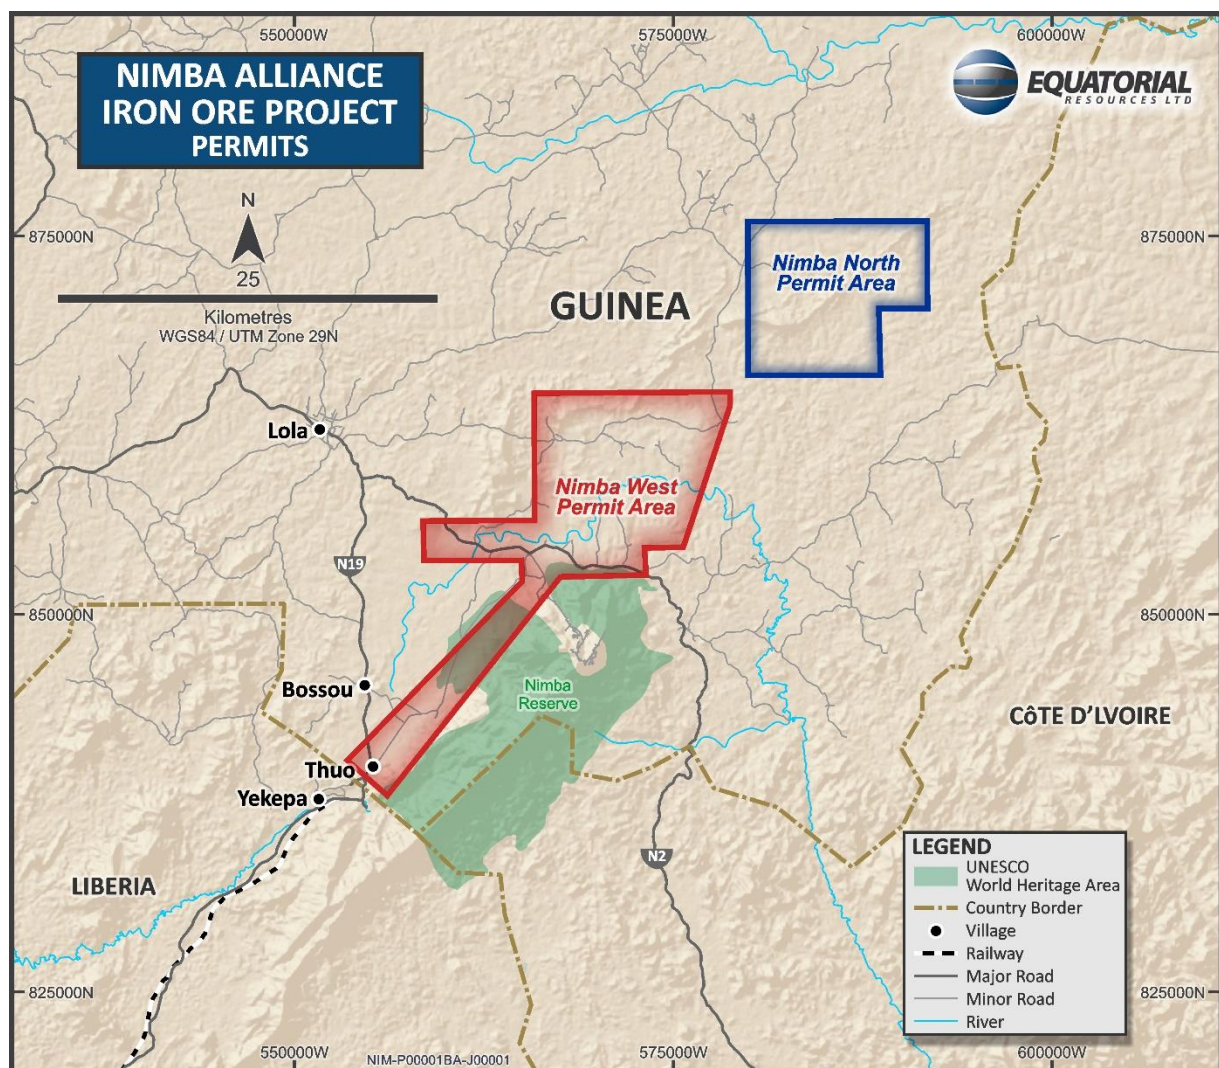 550000W
575000W
600000W
NIMBA ALLIANCE
IRON ORE PROJECT
PERMITS
EQUATORIAL
RESOURCES LTD
N
875000N
875000N
25
Kilometres
WGS84 / UTM Zone 29N
Nimba North
Permit Area
GUINEA
Lola
Nimba West
Permit Area
N19
850000N
850000N
Bossou
Nimba
Reserve
CôTE D'LVOIRE
Thuo
Yekepa
N2
LIBERIA
LEGEND
UNESCO
World Heritage Area
Country Border
Village
Railway
Major Road
Minor Road
River
825000N
825000N
550000W
575000W
600000W
NIM-P00001BA-J00001